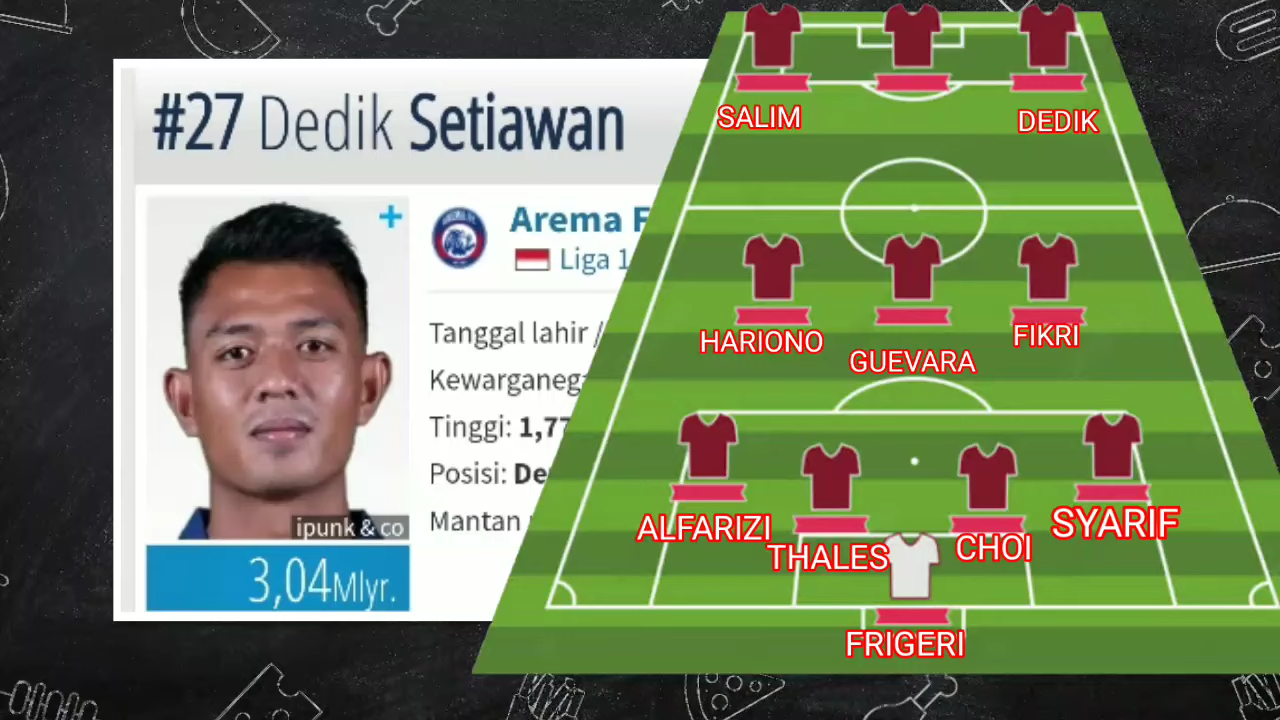 #27 Dedik Setiawan
Arema F
Liga 1
Tanggal lahir /
Kewarganega
Tinggi: 1,77
Posisi: De
Mantan
ipunk & co
3,04Mlyr.
SALIM
DEDIK
HARIONO
GUEVARA
FIKRI
ALFARIZI
THALES
CHOI
SYARIF
FRIGERI